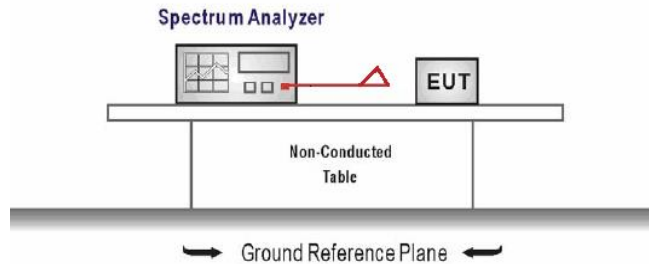 Spectrum Analyzer
EUT
Non-Conducted
Table
Ground Reference Plane